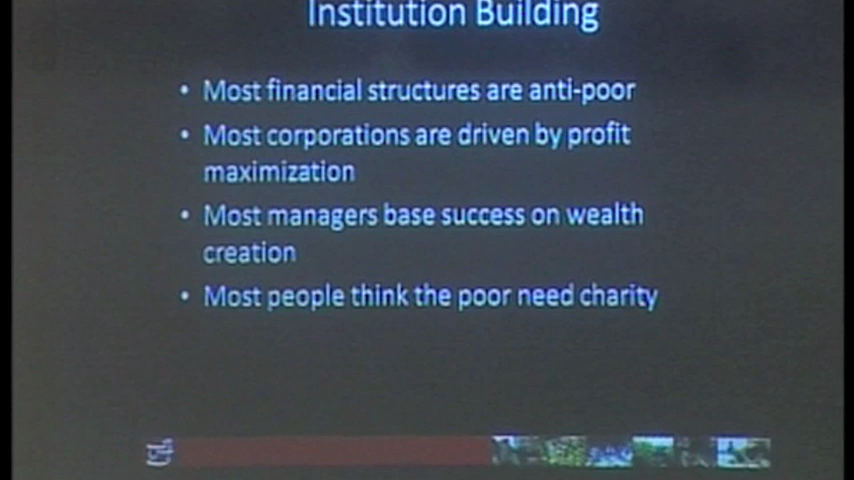 Institution Building
• Most financial structures are anti-poor
• Most corporations are driven by profit
maximization
• Most managers base success on wealth
creation
• Most people think the poor need charity